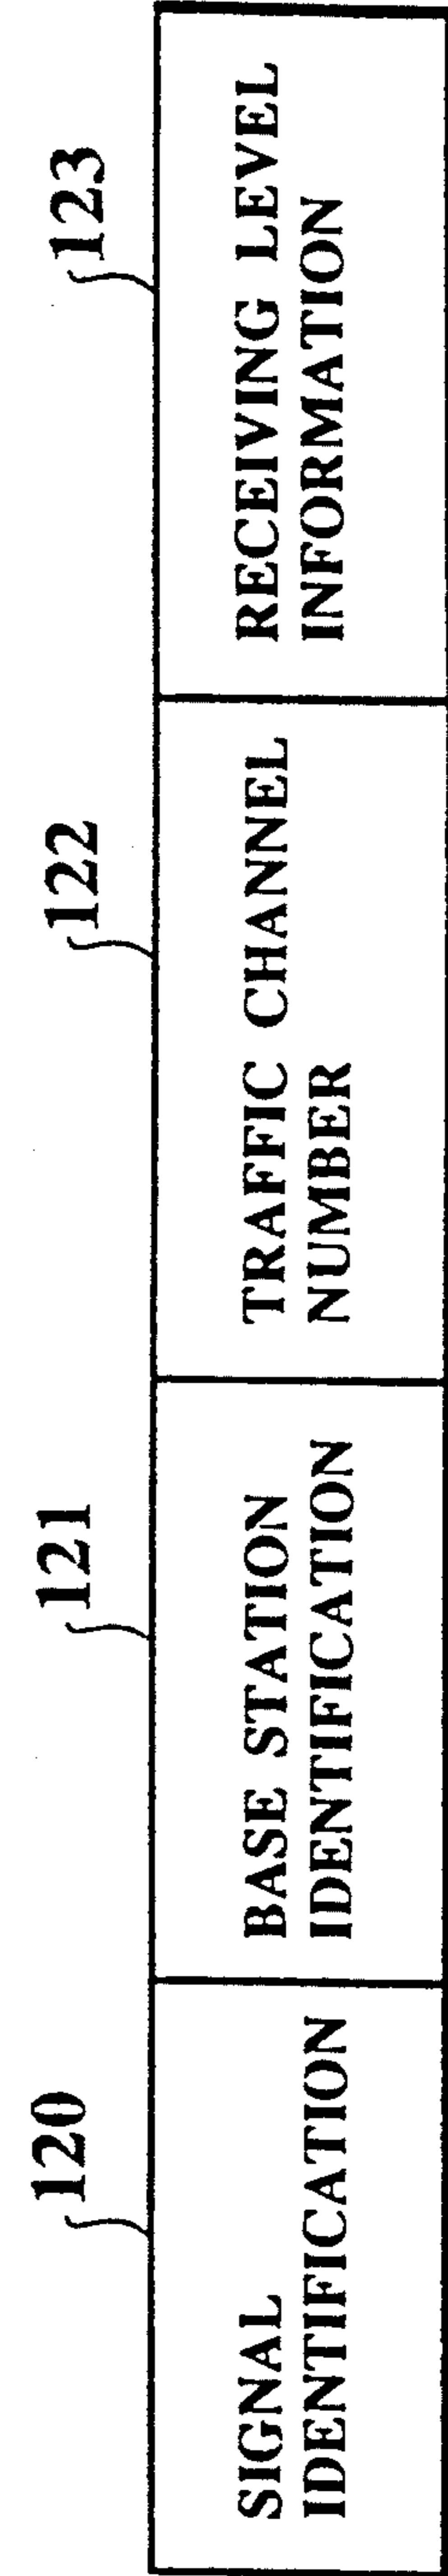 120
SIGNAL
IDENTIFICATION
121
BASE STATION
IDENTIFICATION
122
TRAFFIC CHANNEL
NUMBER
123
RECEIVING LEVEL
INFORMATION